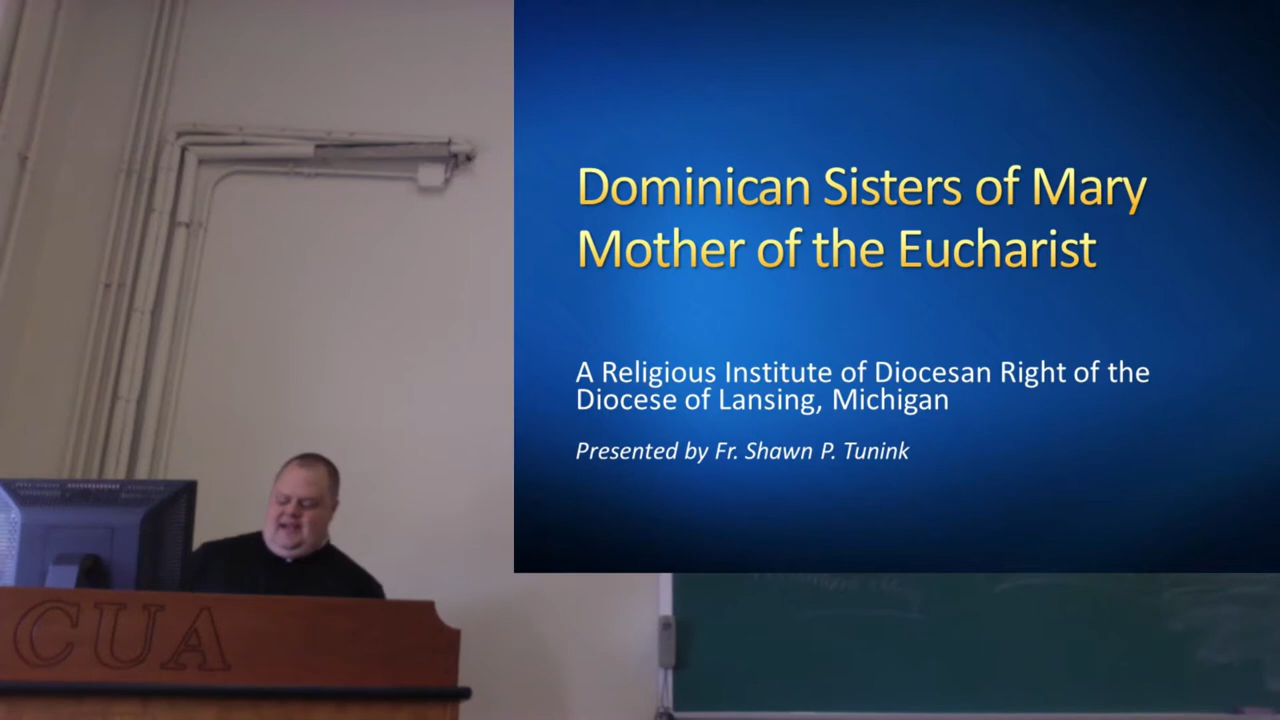 Dominican Sisters of Mary
Mother of the Eucharist
A Religious Institute of Diocesan Right of the
Diocese of Lansing, Michigan
Presented by Fr. Shawn P. Tunink
CUA